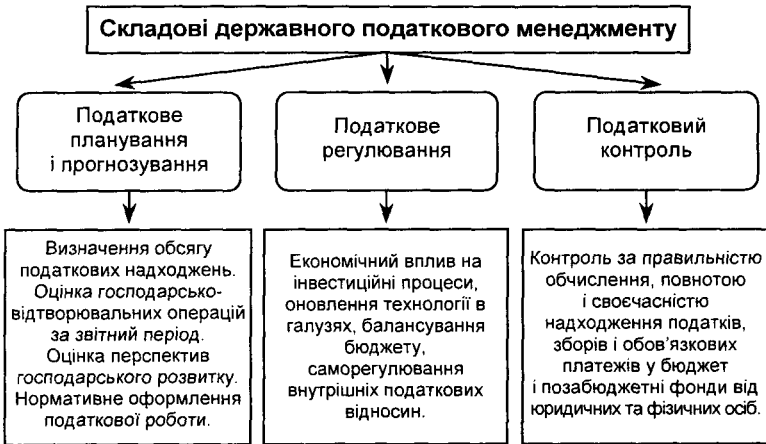 Складові державного податкового менеджменту
Податкове
планування
і прогнозування
Податкове
регулювання
Податковий
контроль
Визначення обсягу
податкових надходжень.
Оцінка господарсько-
відтворювальних операцій
за звітний період.
Оцінка перспектив
господарського розвитку.
Нормативне оформлення
податкової роботи.
Економічний вплив на
інвестиційні процеси,
оновлення технології в
галузях, балансування
бюджету,
саморегулювання
внутрішніх податкових
відносин.
Контроль за правильністю
обчислення, повнотою
і своєчасністю
надходження податків,
зборів і обов’язкових
платежів у бюджет
і позабюджетні фонди від
юридичних та фізичних осіб.